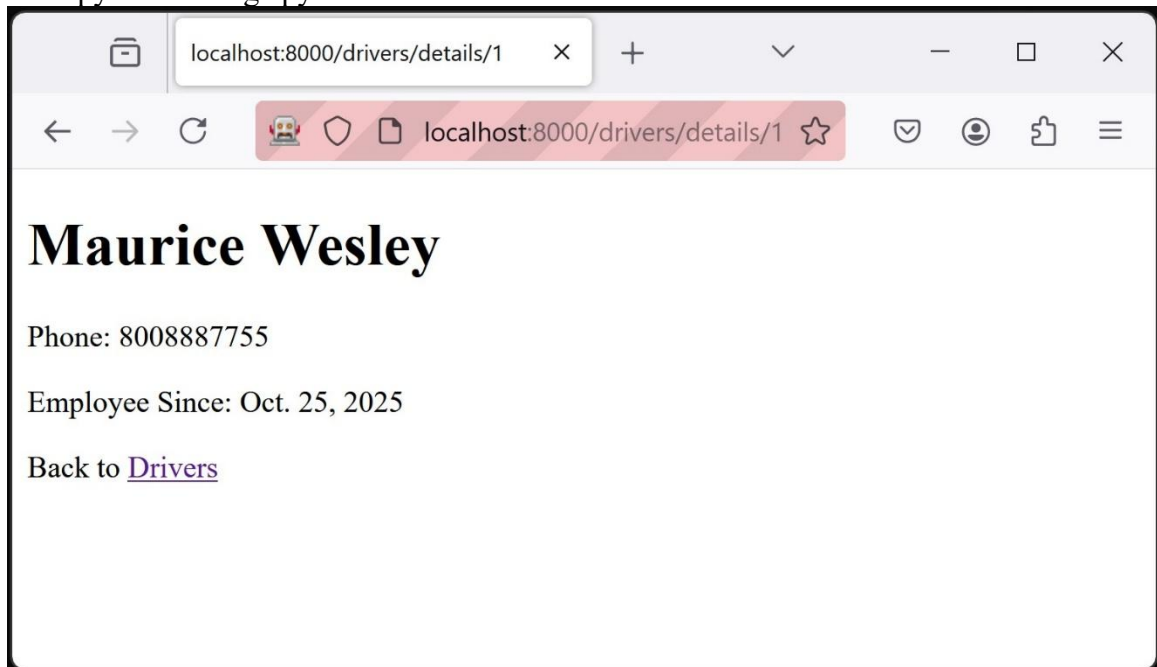 localhost:8000/drivers/details/1
localhost:8000/drivers/details/1
Maurice Wesley
Phone: 8008887755
Employee Since: Oct. 25, 2025
Back to Drivers